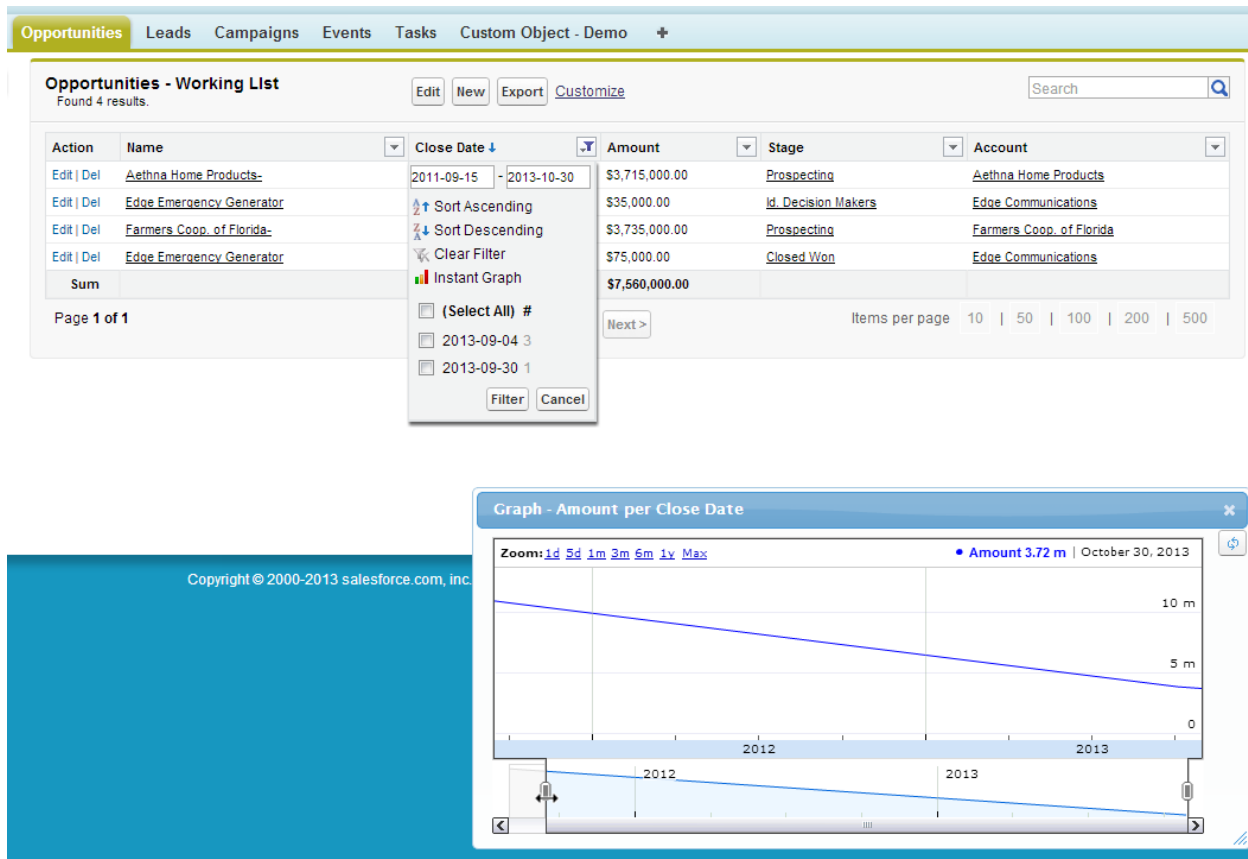 Opportunities Leads Campaigns Events Tasks Custom Object - Demo +
Opportunities - Working LIst
Found 4 results.
Edit New Export Customize
Search
Action Name Close Date Amount Stage Account
Edit | Del Aethna Home Products- 2011-09-15 - 2013-10-30 $3,715,000.00 Prospecting Aethna Home Products
Edit | Del Edge Emergency Generator $35,000.00 Id. Decision Makers Edge Communications
Edit | Del Farmers Coop. of Florida- $3,735,000.00 Prospecting Farmers Coop. of Florida
Edit | Del Edge Emergency Generator $75,000.00 Closed Won Edge Communications
Sum $7,560,000.00
Sort Ascending
Sort Descending
Clear Filter
Instant Graph
(Select All) #
2013-09-04 3
2013-09-30 1
Filter Cancel
Page 1 of 1 Next > Items per page 10 | 50 | 100 | 200 | 500
Graph - Amount per Close Date
Zoom: 1d 5d 1m 3m 6m 1y Max
Amount 3.72 m | October 30, 2013
10 m
5 m
0
2012 2013
2012 2013
Copyright © 2000-2013 salesforce.com, inc.